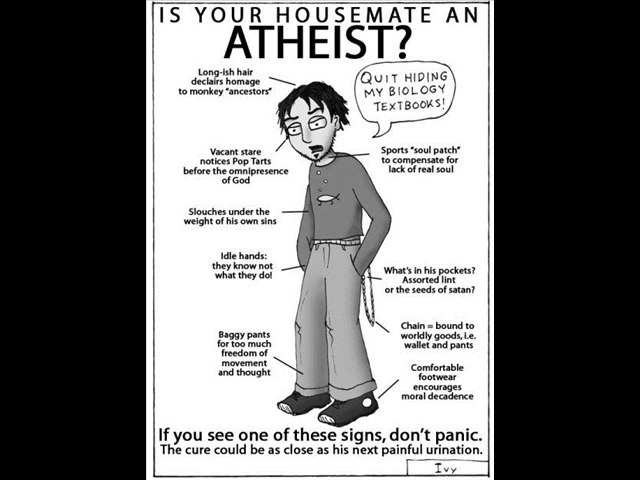 IS YOUR HOUSEMATE AN
ATHEIST?
Long-ish hair
declairs homage
to monkey "ancestors"
QUIT HIDING
MY BIOLOGY
TEXTBOOKS!
Vacant stare
notices Pop Tarts
before the omnipresence
of God
Sports "soul patch"
to compensate for
lack of real soul
Slouches under the
weight of his own sins
Idle hands:
they know not
what they do!
What's in his pockets?
Assorted lint
or the seeds of satan?
Baggy pants
for too much
freedom of
movement
and thought
Chain = bound to
worldly goods, i.e.
wallet and pants
Comfortable
footwear
encourages
moral decadence
If you see one of these signs, don't panic.
The cure could be as close as his next painful urination.
Ivy